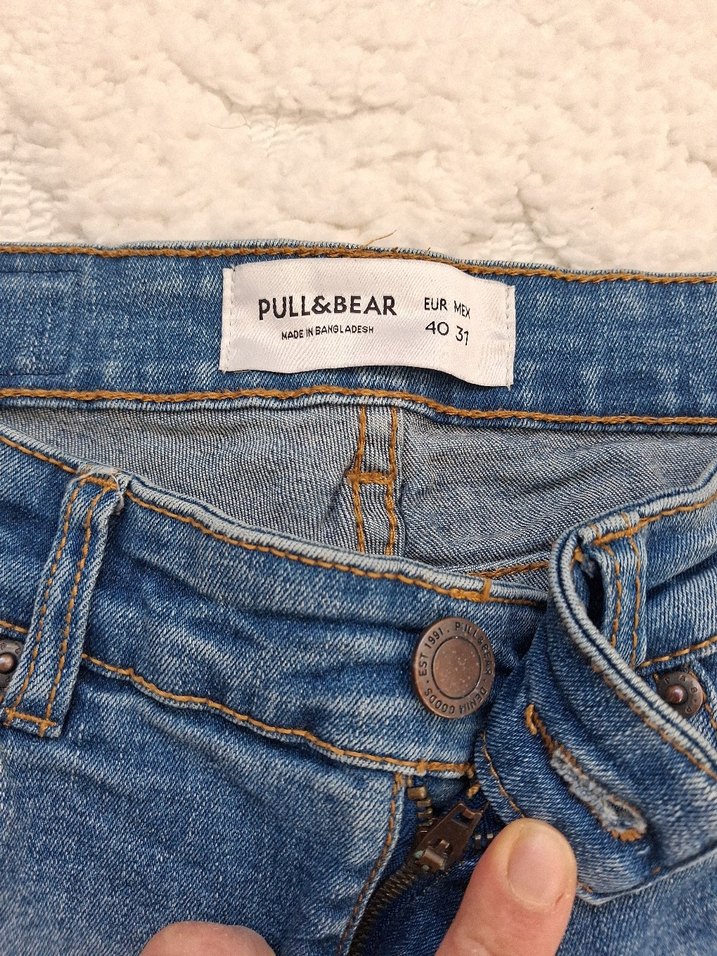 PULL&BEAR
MADE IN BANGLADESH
EUR MEX
40 31
EST 1991 · PULL&BEAR · DENIM GOODS ·